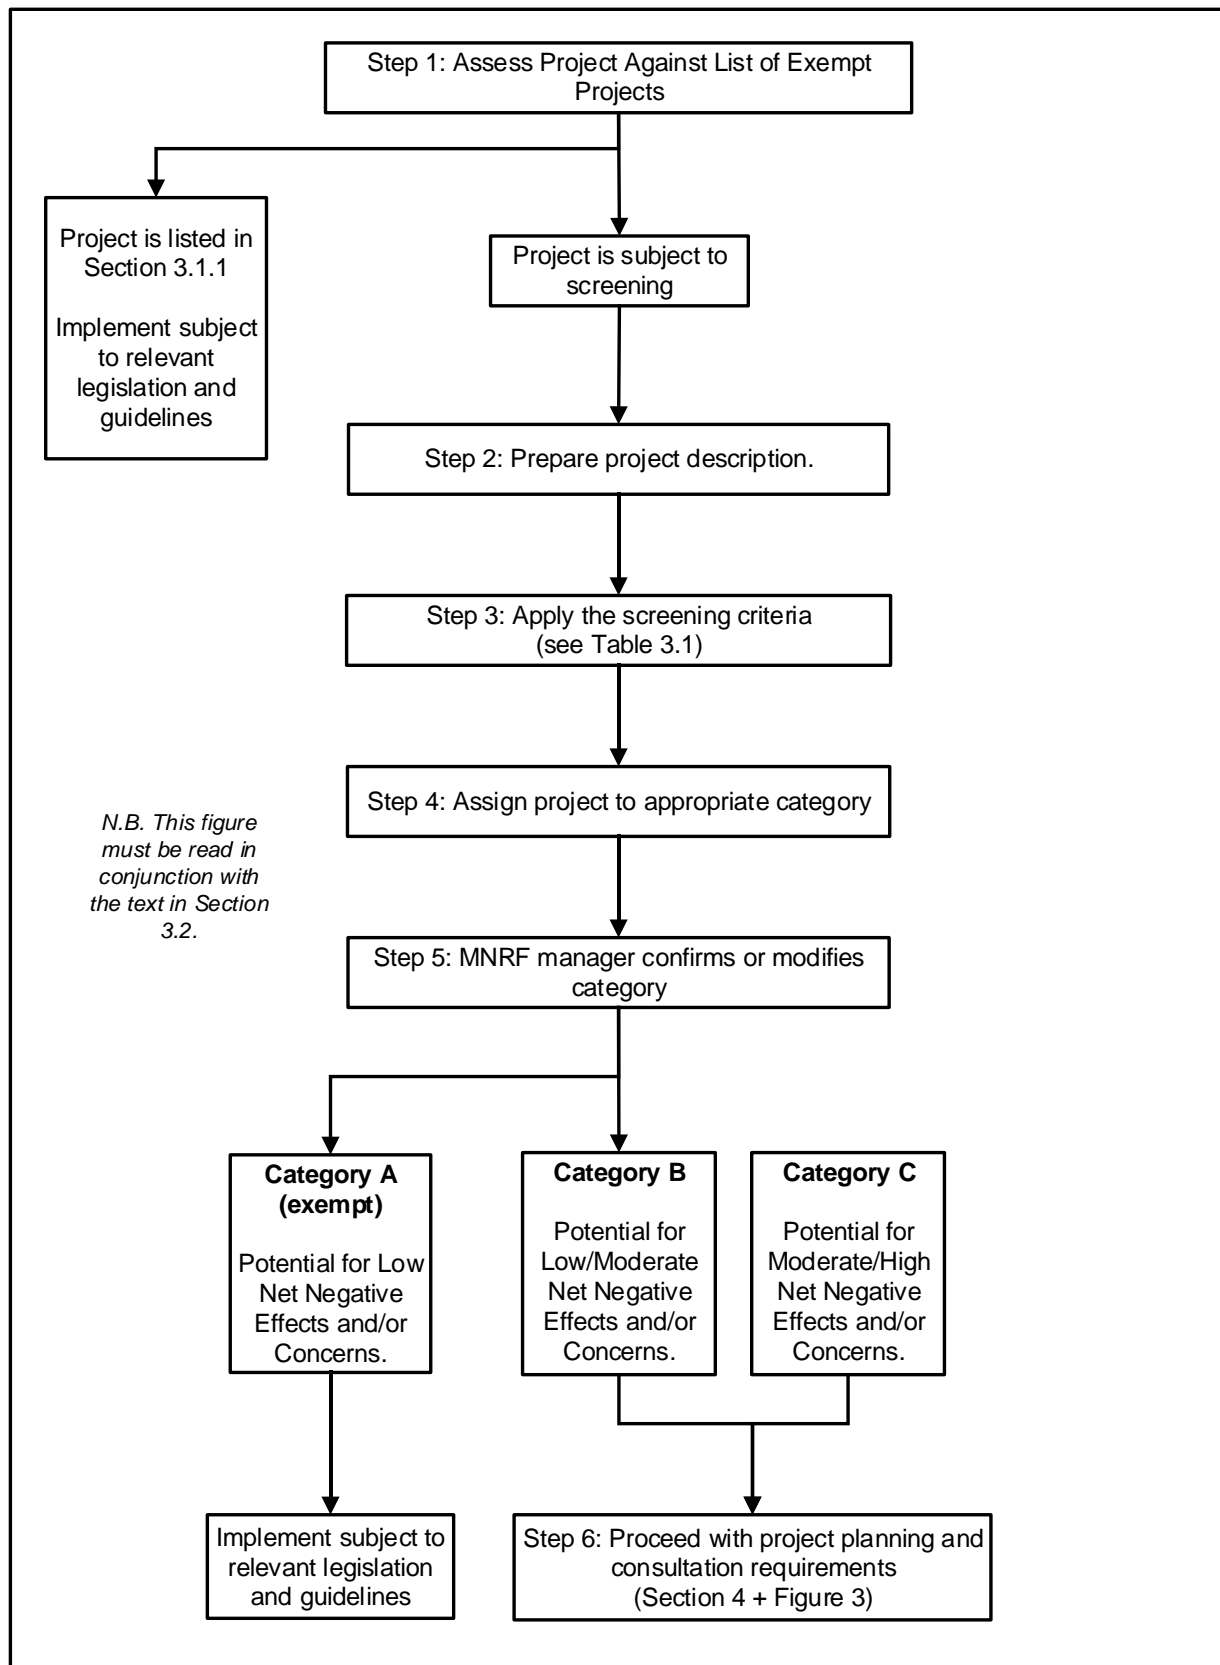 Step 1: Assess Project Against List of Exempt
Projects
Project is listed in
Section 3.1.1
Implement subject
to relevant
legislation and
guidelines
Project is subject to
screening
Step 2: Prepare project description.
Step 3: Apply the screening criteria
(see Table 3.1)
Step 4: Assign project to appropriate category
N.B. This figure
must be read in
conjunction with
the text in Section
3.2.
Step 5: MNRF manager confirms or modifies
category
Category A
(exempt)
Potential for Low
Net Negative
Effects and/or
Concerns.
Category B
Potential for
Low/Moderate
Net Negative
Effects and/or
Concerns.
Category C
Potential for
Moderate/High
Net Negative
Effects and/or
Concerns.
Implement subject to
relevant legislation
and guidelines
Step 6: Proceed with project planning and
consultation requirements
(Section 4 + Figure 3)